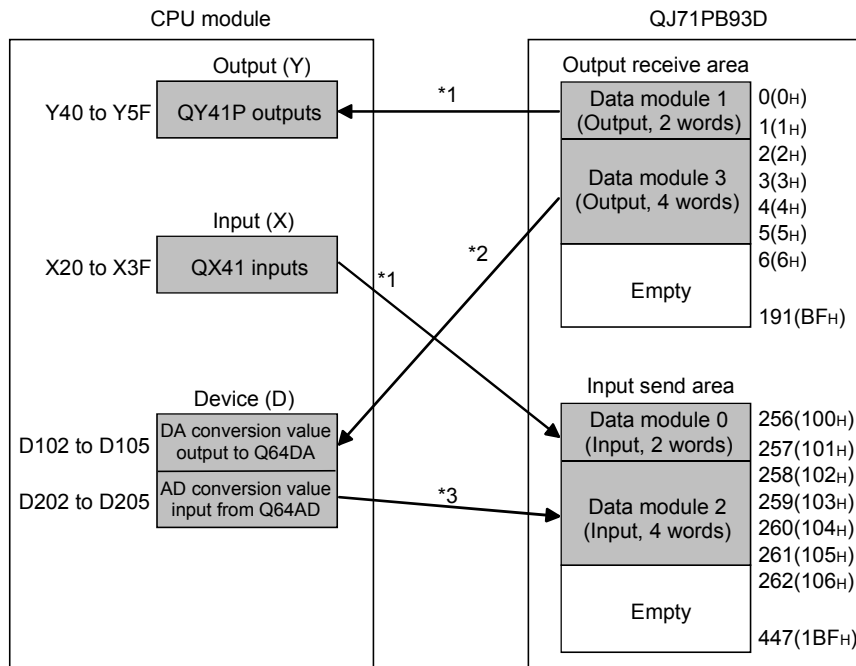 CPU module
QJ71PB93D
Output (Y)
Y40 to Y5F
QY41P outputs
*1
Input (X)
X20 to X3F
QX41 inputs
*1
*2
Device (D)
D102 to D105
DA conversion value
output to Q64DA
D202 to D205
AD conversion value
input from Q64AD
*3
Output receive area
Data module 1
(Output, 2 words)
0(0H)
1(1H)
Data module 3
(Output, 4 words)
2(2H)
3(3H)
4(4H)
5(5H)
Empty
6(6H)
191(BFH)
Input send area
Data module 0
(Input, 2 words)
256(100H)
257(101H)
Data module 2
(Input, 4 words)
258(102H)
259(103H)
260(104H)
261(105H)
Empty
262(106H)
447(1BFH)